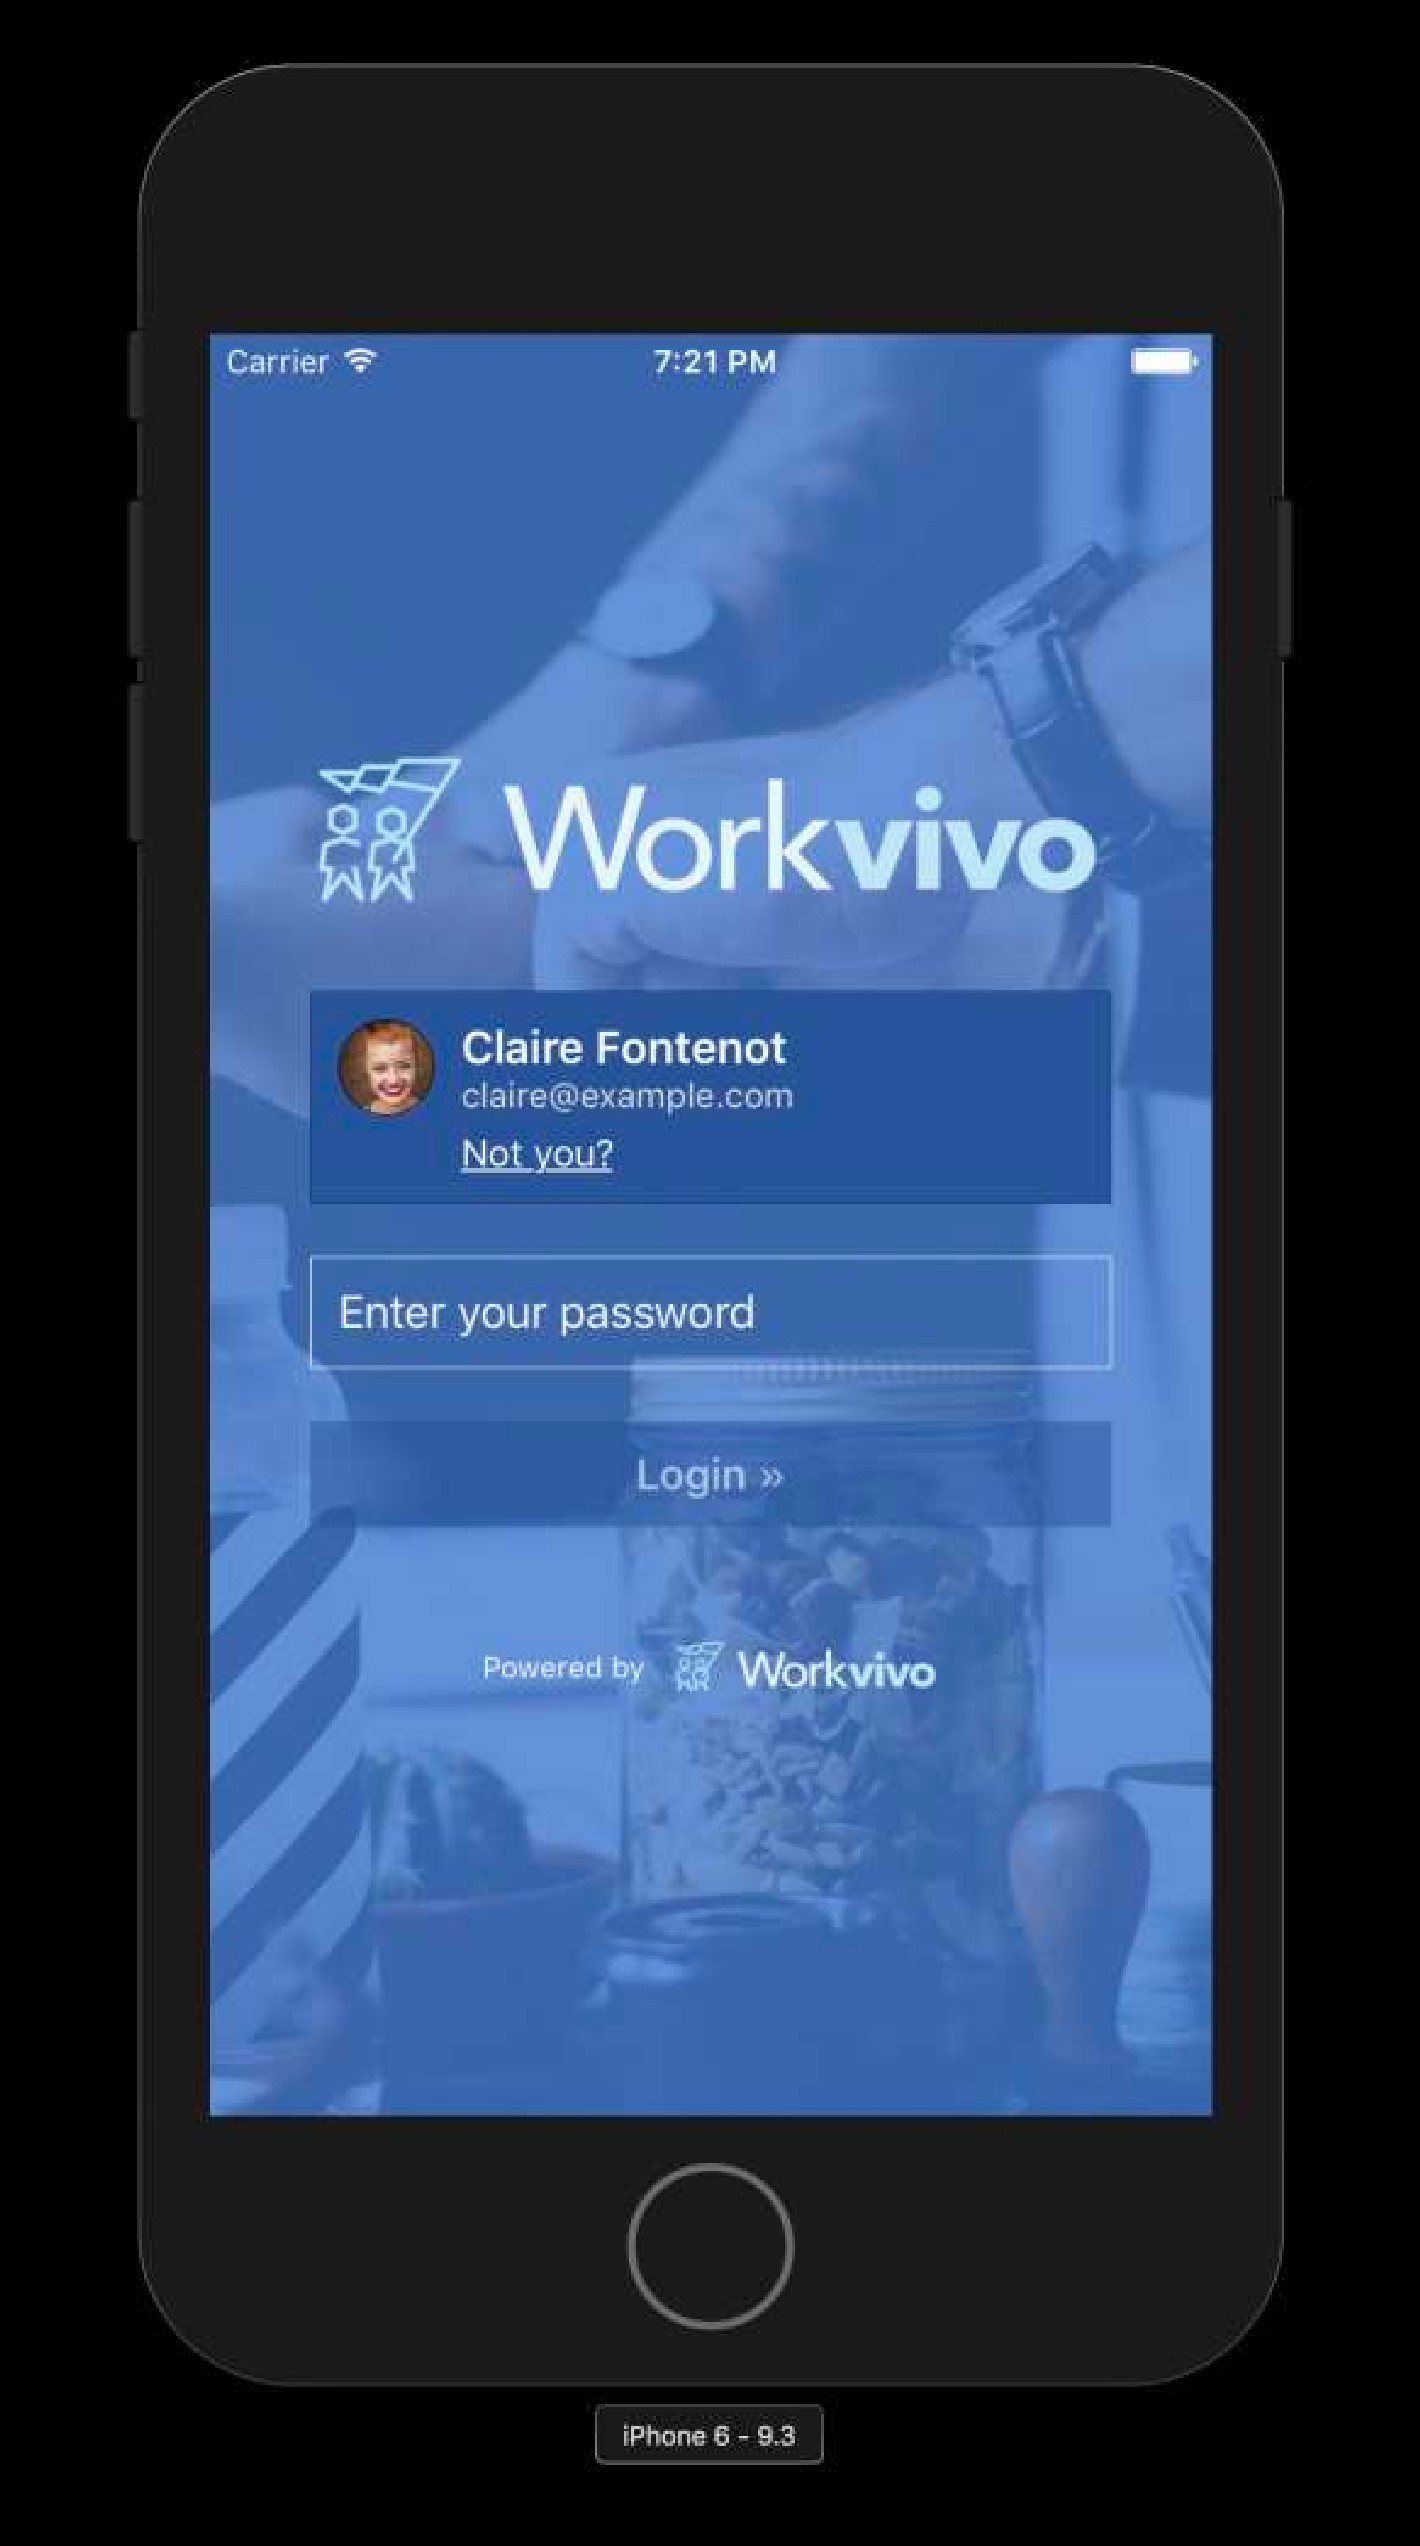 Carrier 7:21 PM
Workvivo
Claire Fontenot
claire@example.com
Not you?
Enter your password
Login »
Powered by Workvivo
iPhone 6 - 9.3